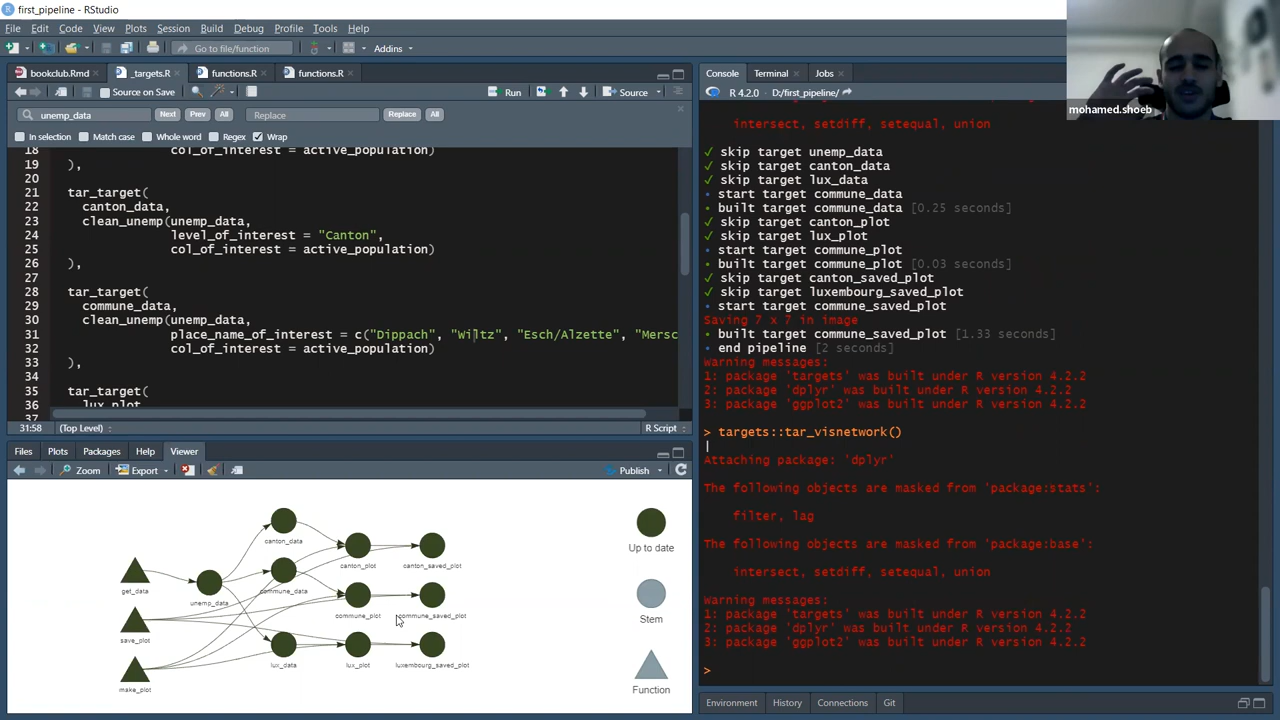 first_pipeline - RStudio
File Edit Code View Plots Session Build Debug Profile Tools Help
Go to file/function Addins
mohamed.shoeb
bookclub.Rmd _targets.R functions.R functions.R
Source on Save Run Source
unemp_data Next Prev All Replace Replace All
In selection Match case Whole word Regex Wrap
18 col_of_interest = active_population)
19 ),
20
21 tar_target(
22 canton_data,
23 clean_unemp(unemp_data,
24 level_of_interest = "Canton",
25 col_of_interest = active_population)
26 ),
27
28 tar_target(
29 commune_data,
30 clean_unemp(unemp_data,
31 place_name_of_interest = c("Dippach", "Wiltz", "Esch/Alzette", "Mersc
32 col_of_interest = active_population)
33 ),
34
35 tar_target(
36 lux_plot
37
31:58 (Top Level) R Script
Files Plots Packages Help Viewer
Zoom Export Publish
canton_data
canton_plot
canton_saved_plot
get_data
unemp_data
commune_data
commune_plot
commune_saved_plot
save_plot
lux_data
lux_plot
luxembourg_saved_plot
make_plot
Up to date
Stem
Function
Console Terminal Jobs
R 4.2.0 · D:/first_pipeline/
intersect, setdiff, setequal, union
✓ skip target unemp_data
✓ skip target canton_data
✓ skip target lux_data
• start target commune_data
• built target commune_data [0.25 seconds]
✓ skip target canton_plot
✓ skip target lux_plot
• start target commune_plot
• built target commune_plot [0.03 seconds]
✓ skip target canton_saved_plot
✓ skip target luxembourg_saved_plot
• start target commune_saved_plot
Saving 7 x 7 in image
• built target commune_saved_plot [1.33 seconds]
• end pipeline [2 seconds]
Warning messages:
1: package 'targets' was built under R version 4.2.2
2: package 'dplyr' was built under R version 4.2.2
3: package 'ggplot2' was built under R version 4.2.2
> targets::tar_visnetwork()
Attaching package: 'dplyr'
The following objects are masked from 'package:stats':
filter, lag
The following objects are masked from 'package:base':
intersect, setdiff, setequal, union
Warning messages:
1: package 'targets' was built under R version 4.2.2
2: package 'dplyr' was built under R version 4.2.2
3: package 'ggplot2' was built under R version 4.2.2
>
Environment History Connections Git